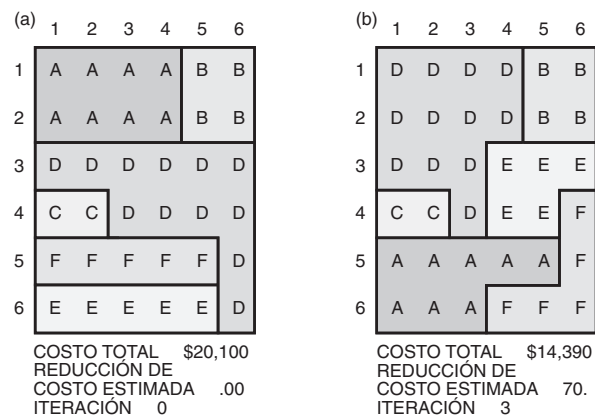 (a) 1 2 3 4 5 6
1 A A A A B B
2 A A A A B B
3 D D D D D D
4 C C D D D D
5 F F F F F D
6 E E E E E D
COSTO TOTAL $20,100
REDUCCIÓN DE
COSTO ESTIMADA .00
ITERACIÓN 0
(b) 1 2 3 4 5 6
1 D D D D B B
2 D D D D B B
3 D D D E E E
4 C C D E E F
5 A A A A A F
6 A A A F F F
COSTO TOTAL $14,390
REDUCCIÓN DE
COSTO ESTIMADA 70.
ITERACIÓN 3